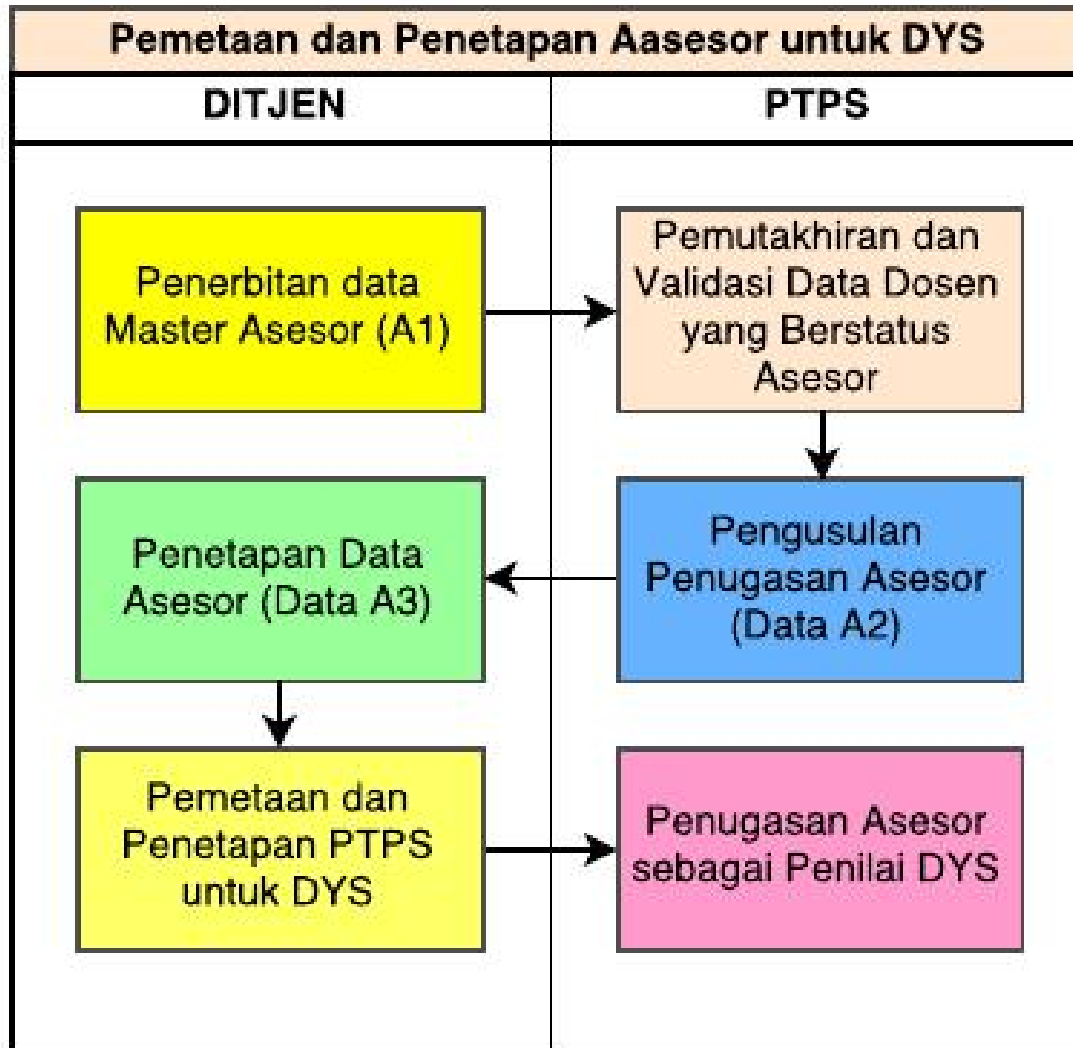 Pemetaan dan Penetapan Aasesor untuk DYS
DITJEN
PTPS
Penerbitan data
Master Asesor (A1)
Pemutakhiran dan
Validasi Data Dosen
yang Berstatus
Asesor
Pengusulan
Penugasan Asesor
(Data A2)
Penetapan Data
Asesor (Data A3)
Pemetaan dan
Penetapan PTPS
untuk DYS
Penugasan Asesor
sebagai Penilai DYS